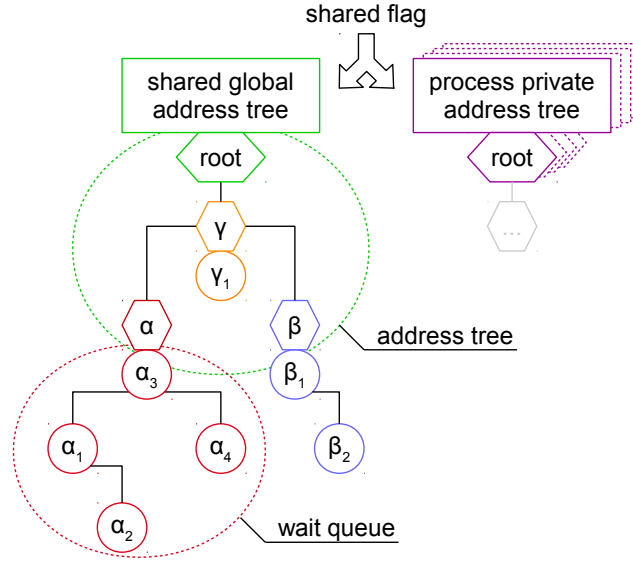 shared flag
shared global
address tree
process private
address tree
root
root
γ
...
γ1
α
β
address tree
α3
β1
α1
α4
β2
α2
wait queue